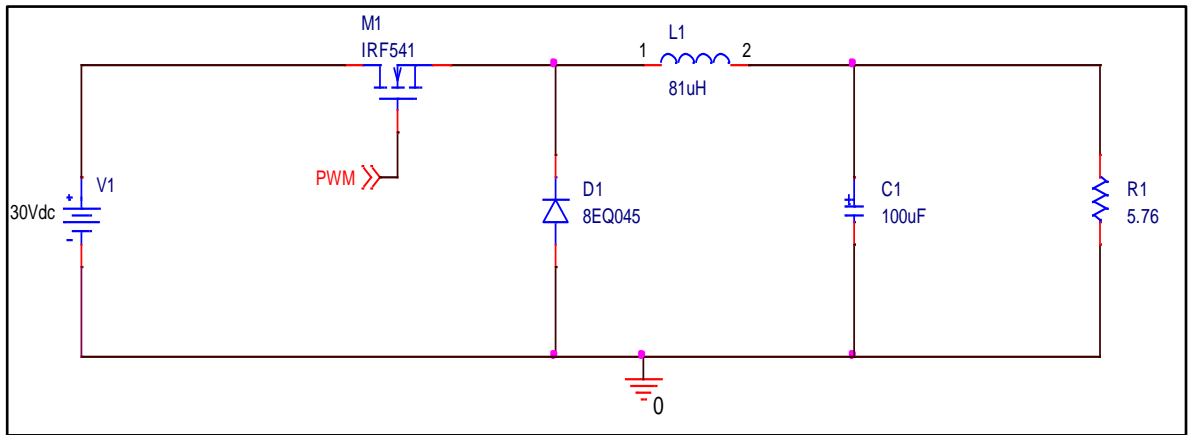 M1
IRF541
L1
1
2
81uH
PWM
V1
30Vdc
D1
8EQ045
C1
100uF
R1
5.76
0